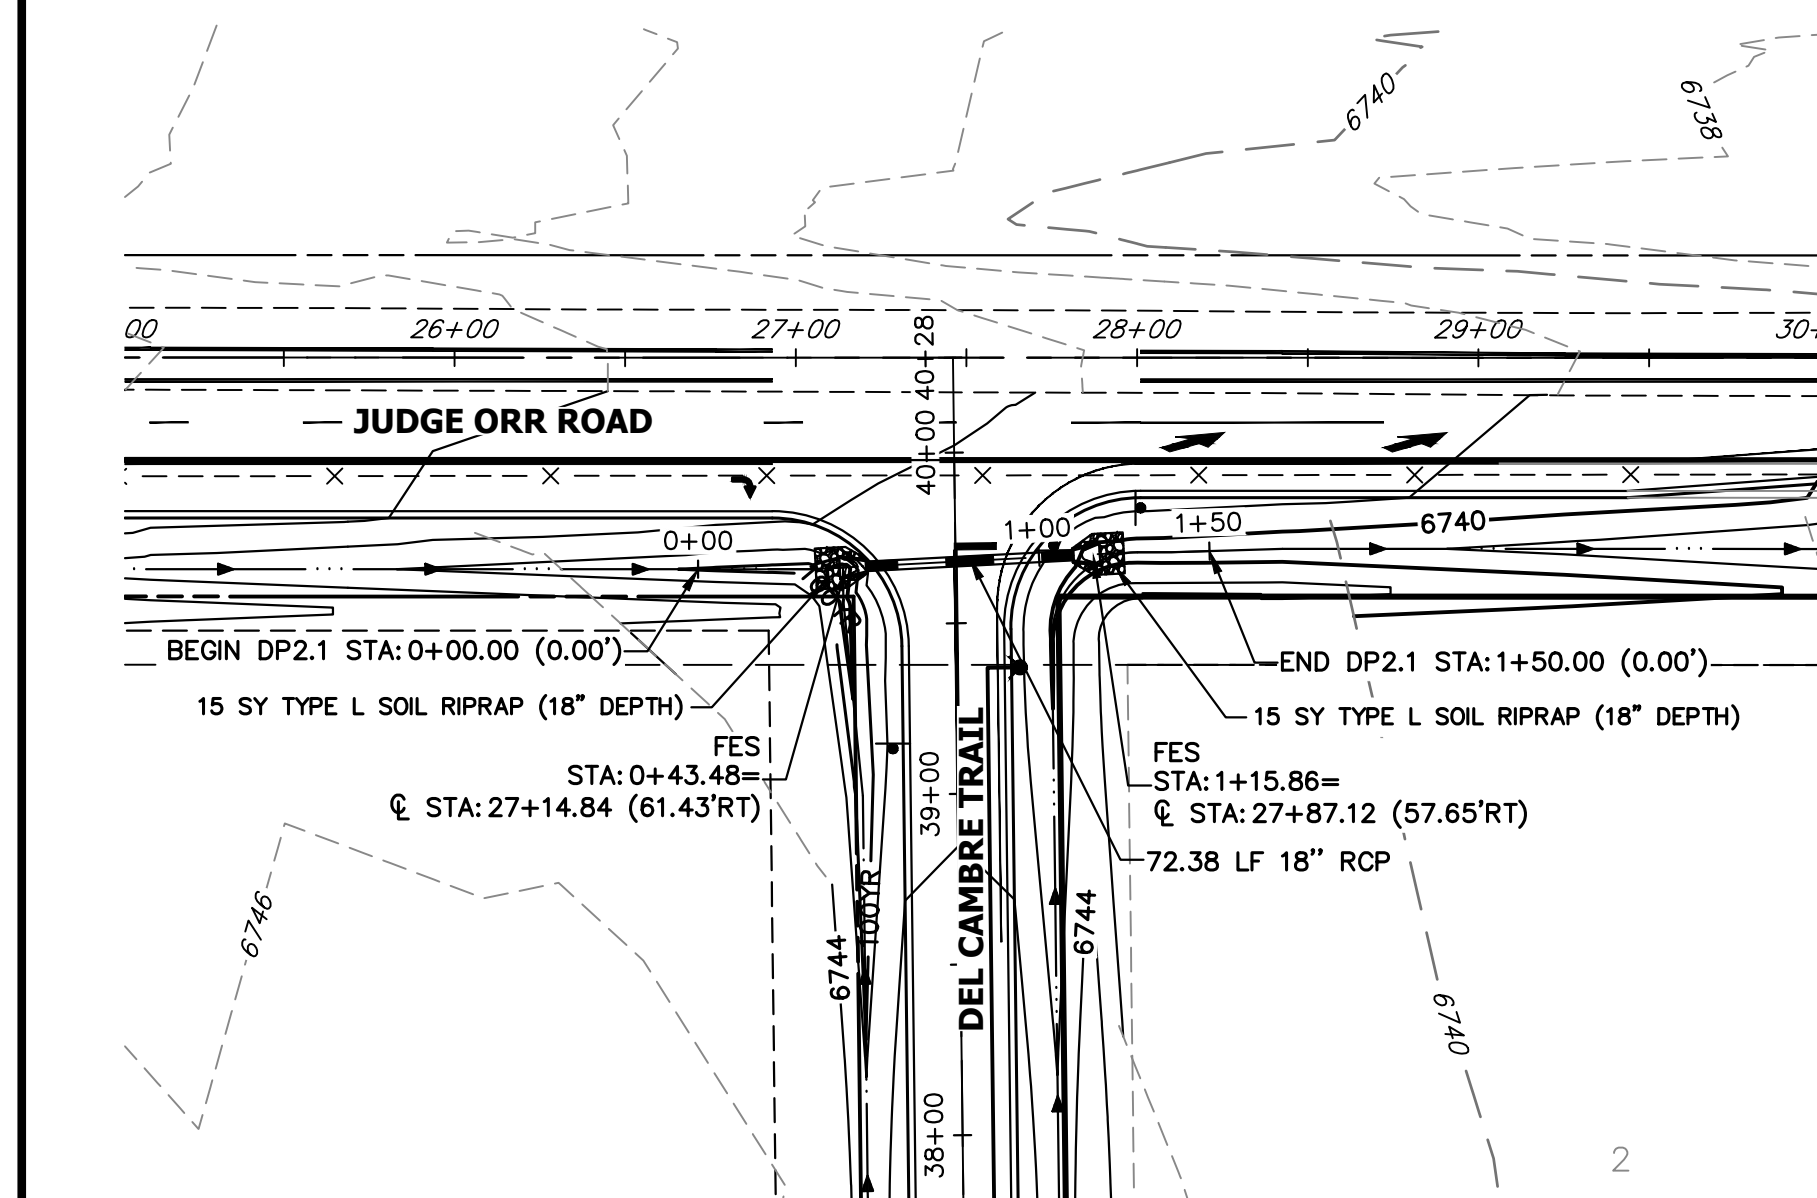 6740
6738
00
26+00
27+00
28+00
29+00
30+
40+28
40+00
JUDGE ORR ROAD
0+00
1+00
1+50
6740
BEGIN DP2.1 STA: 0+00.00 (0.00')
END DP2.1 STA: 1+50.00 (0.00')
15 SY TYPE L SOIL RIPRAP (18" DEPTH)
15 SY TYPE L SOIL RIPRAP (18" DEPTH)
FES
STA: 0+43.48=
℄ STA: 27+14.84 (61.43'RT)
FES
STA: 1+15.86=
℄ STA: 27+87.12 (57.65'RT)
72.38 LF 18" RCP
39+00
DEL CAMBRE TRAIL
100YR
6744
6744
6746
6740
38+00
2